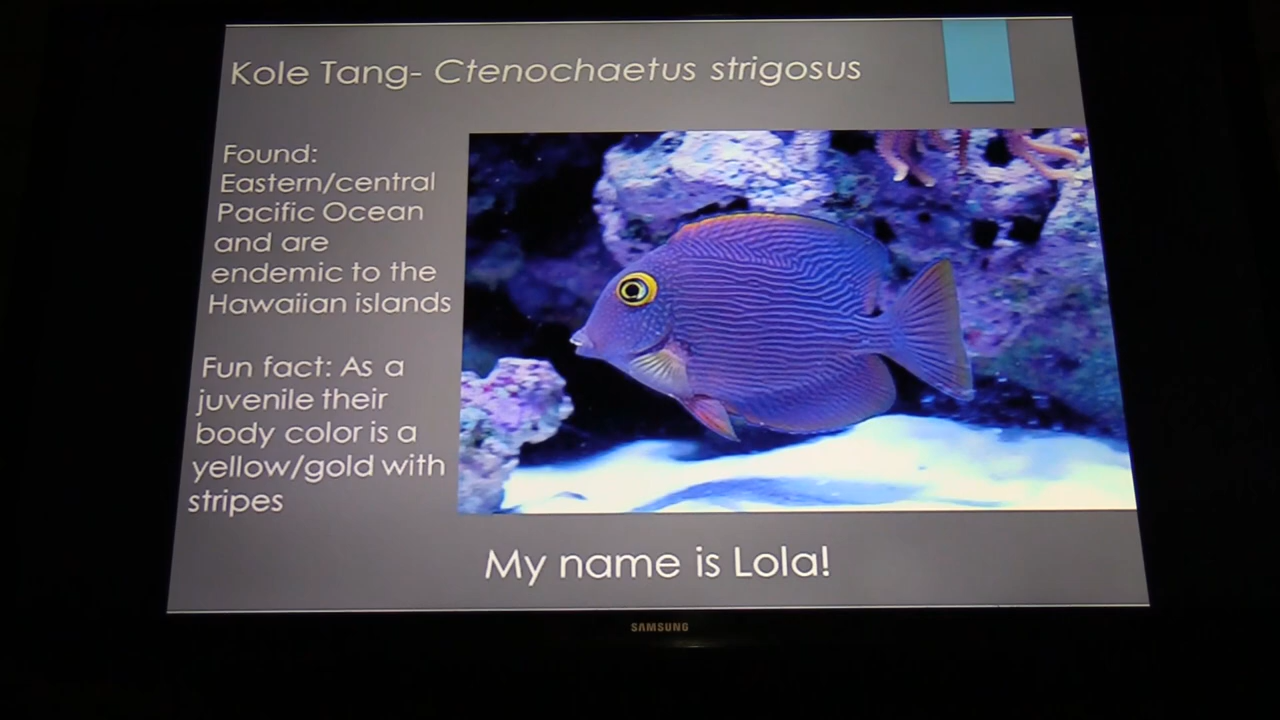 Kole Tang- Ctenochaetus strigosus
Found:
Eastern/central
Pacific Ocean
and are
endemic to the
Hawaiian islands
Fun fact: As a
juvenile their
body color is a
yellow/gold with
stripes
My name is Lola!
SAMSUNG